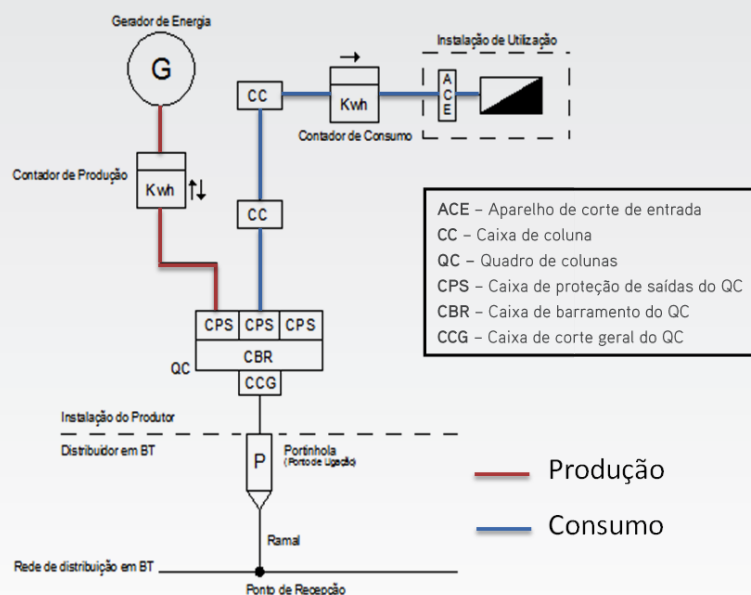 Gerador de Energia
G
Contador de Produção
Kwh
CC
Kwh
Contador de Consumo
Instalação de Utilização
ACE
CC
ACE – Aparelho de corte de entrada
CC – Caixa de coluna
QC – Quadro de colunas
CPS – Caixa de proteção de saídas do QC
CBR – Caixa de barramento do QC
CCG – Caixa de corte geral do QC
CPS CPS CPS
CBR
QC
CCG
Instalação do Produtor
Distribuidor em BT
P
Portinhola
(Ponto de Ligação)
Produção
Consumo
Ramal
Rede de distribuição em BT
Ponto de Recepção